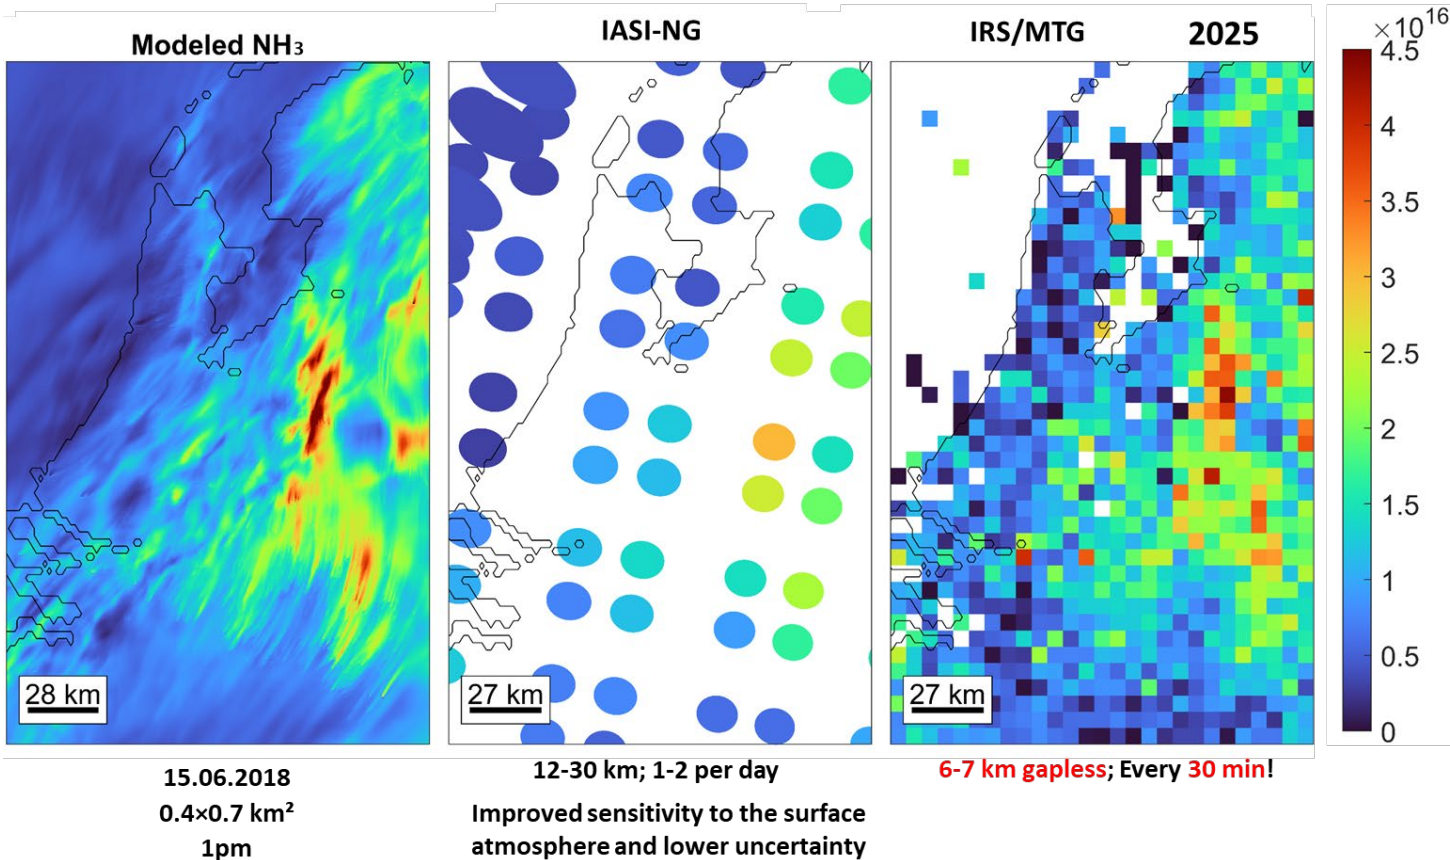 Modeled NH₃
IASI-NG
IRS/MTG
2025
×10¹⁶
4.5
4
3.5
3
2.5
2
1.5
1
0.5
0
28 km
27 km
27 km
15.06.2018
0.4×0.7 km²
1pm
12-30 km; 1-2 per day
Improved sensitivity to the surface
atmosphere and lower uncertainty
6-7 km gapless; Every 30 min!